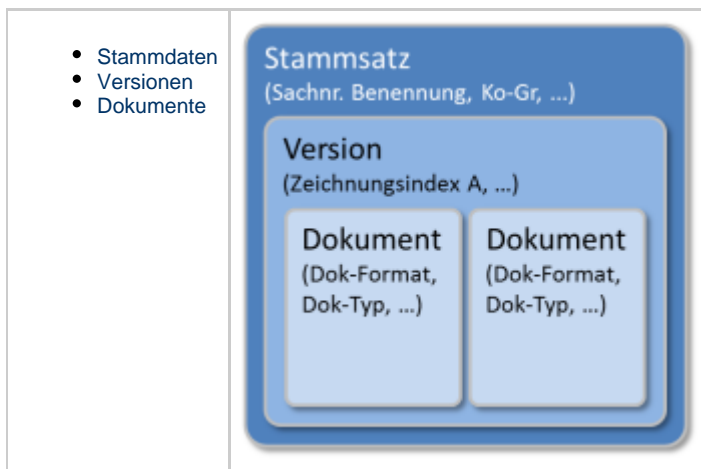 Stammdaten
Versionen
Dokumente
Stammsatz
(Sachnr. Benennung, Ko-Gr, ...)
Version
(Zeichnungsindex A, ...)
Dokument
(Dok-Format,
Dok-Typ, ...)
Dokument
(Dok-Format,
Dok-Typ, ...)